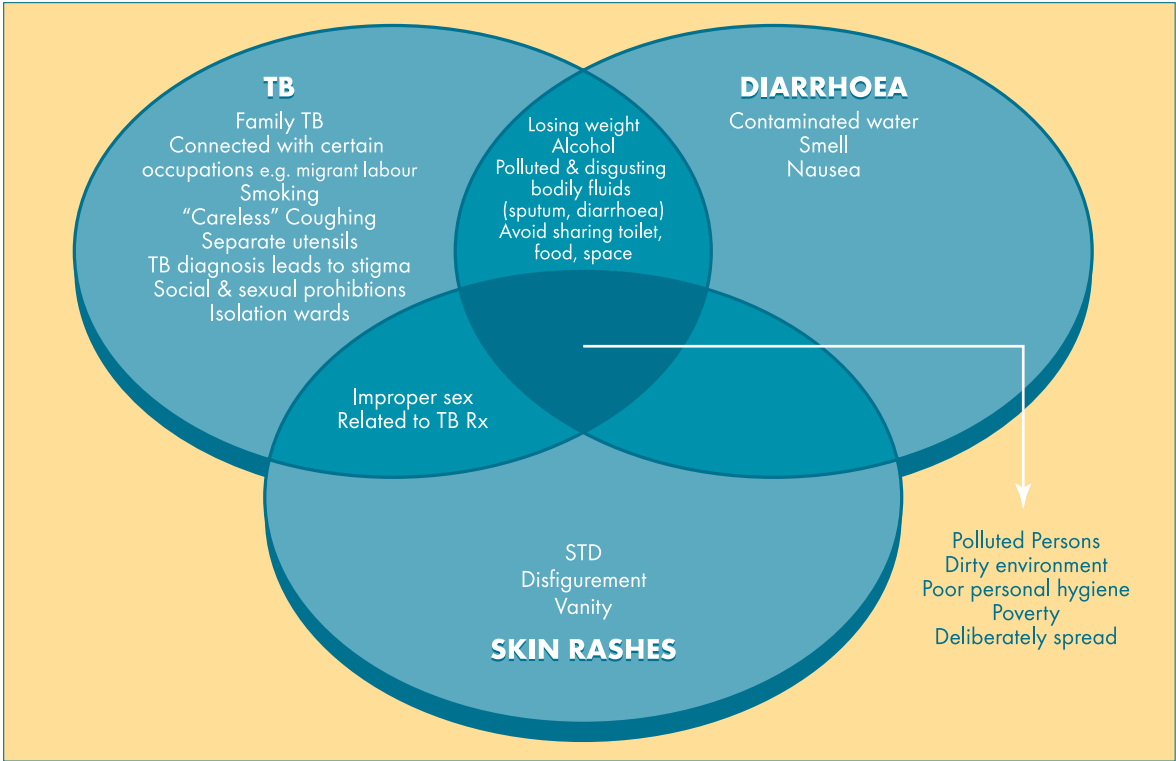 TB
Family TB
Connected with certain
occupations e.g. migrant labour
Smoking
“Careless” Coughing
Separate utensils
TB diagnosis leads to stigma
Social & sexual prohibtions
Isolation wards
Losing weight
Alcohol
Polluted & disgusting
bodily fluids
(sputum, diarrhoea)
Avoid sharing toilet,
food, space
DIARRHOEA
Contaminated water
Smell
Nausea
Improper sex
Related to TB Rx
STD
Disfigurement
Vanity
SKIN RASHES
Polluted Persons
Dirty environment
Poor personal hygiene
Poverty
Deliberately spread